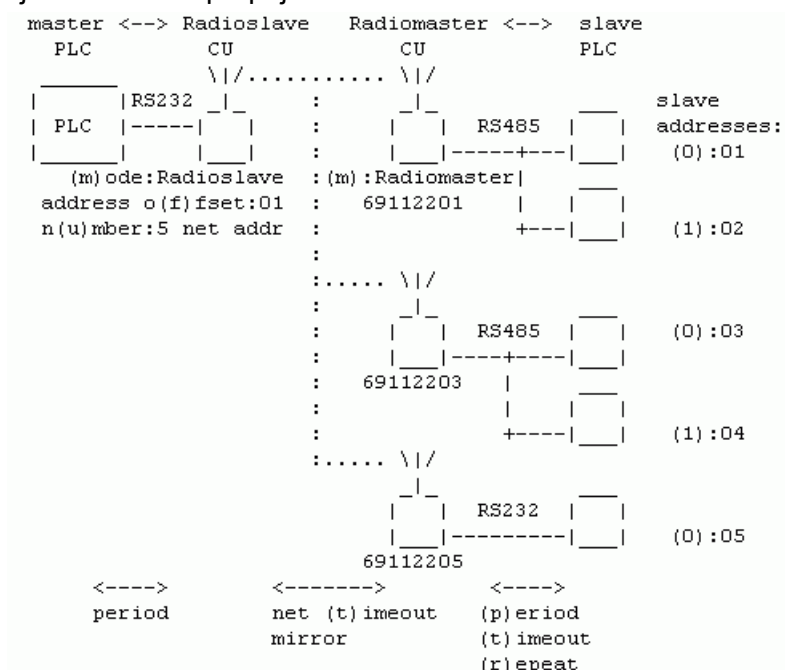 master <--> Radioslave Radiomaster <--> slave
PLC CU CU PLC
RS232 slave
PLC RS485 addresses:
(0):01
(m)ode:Radioslave (m):Radiomaster
address o(f)fset:01 69112201
n(u)mber:5 net addr (1):02
RS485 (0):03
69112203
(1):04
RS232
(0):05
69112205
<----> <-------> <---->
period net (t)imeout (p)eriod
mirror (t)imeout
(r)epeat